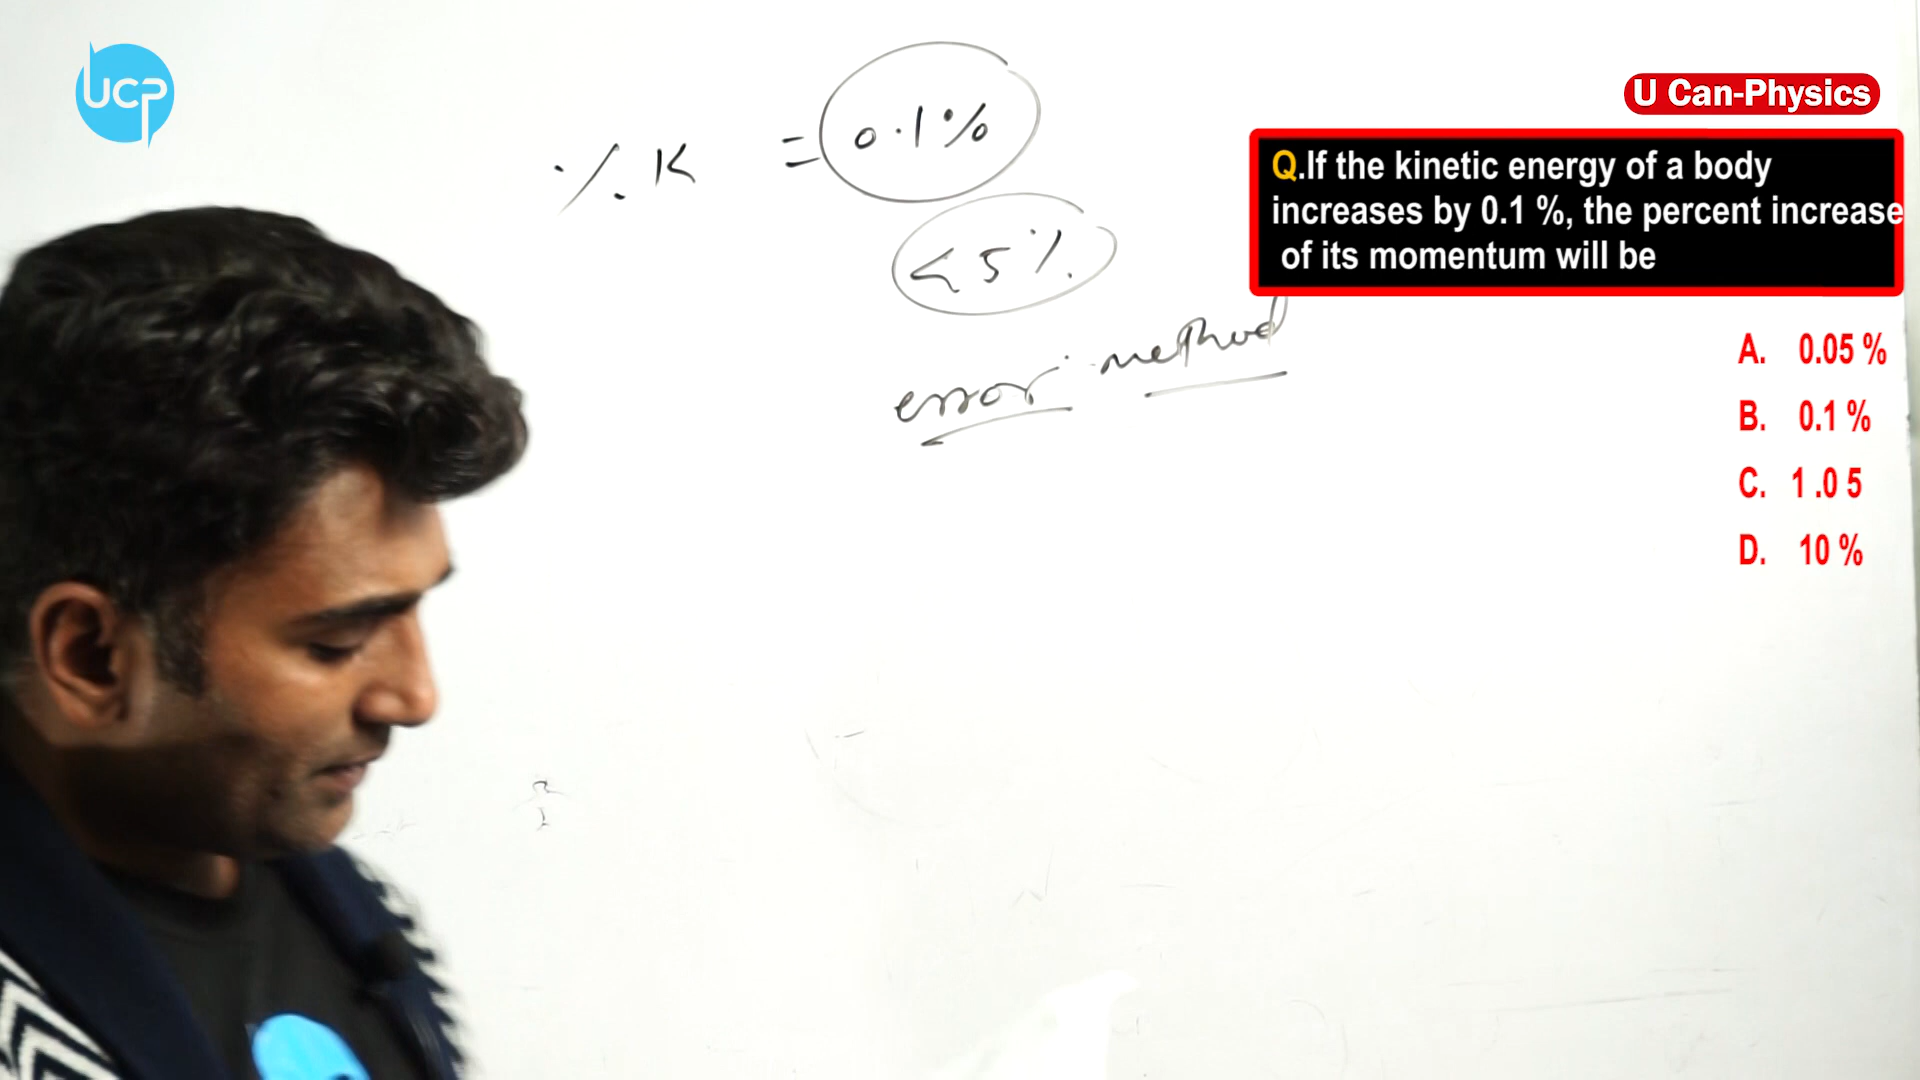 UCP
% K = 0.1 %
< 5 %
error method
U Can-Physics
Q.If the kinetic energy of a body
increases by 0.1 %, the percent increase
of its momentum will be
A. 0.05 %
B. 0.1 %
C. 1 .0 5
D. 10 %